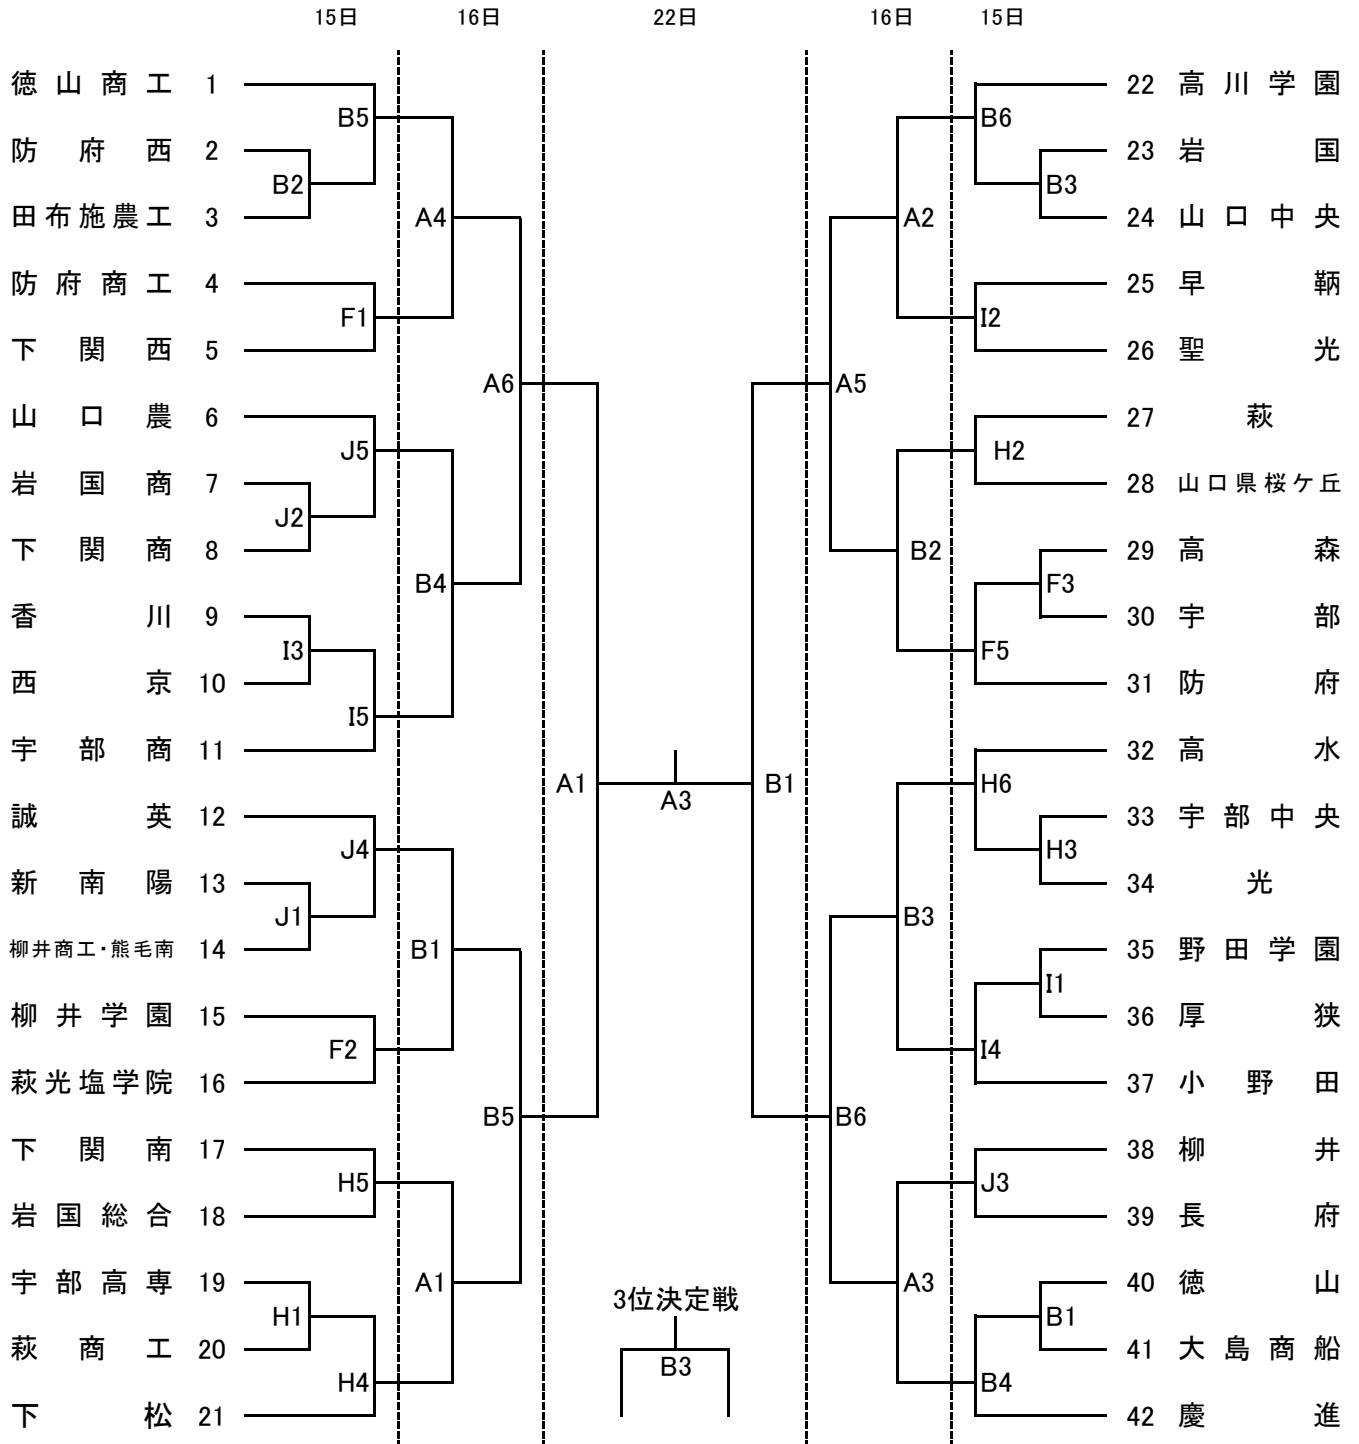 15日 16日 22日 16日 15日
徳山商工 1 22 高川学園
B5 B6
防府西 2 23 岩国
B2 B3
田布施農工 3 A4 A2 24 山口中央
防府商工 4 25 早鞆
F1 I2
下関西 5 26 聖光
A6 A5
山口農 6 27 萩
J5 H2
岩国商 7 28 山口県桜ケ丘
J2
下関商 8 B2 29 高森
B4 F3
香川 9 30 宇部
I3 F5
西京 10 31 防府
I5
宇部商 11 32 高水
A1 A3 B1 H6
誠英 12 33 宇部中央
J4 H3
新南陽 13 34 光
J1 B3
柳井商工・熊毛南 14 B1 35 野田学園
I1
柳井学園 15 36 厚狭
F2 I4
萩光塩学院 16 37 小野田
B5 B6
下関南 17 38 柳井
H5 J3
岩国総合 18 39 長府
宇部高専 19 A1 3位決定戦 A3 40 徳山
H1 B1
萩商工 20 B3 41 大島商船
H4 B4
下松 21 42 慶進